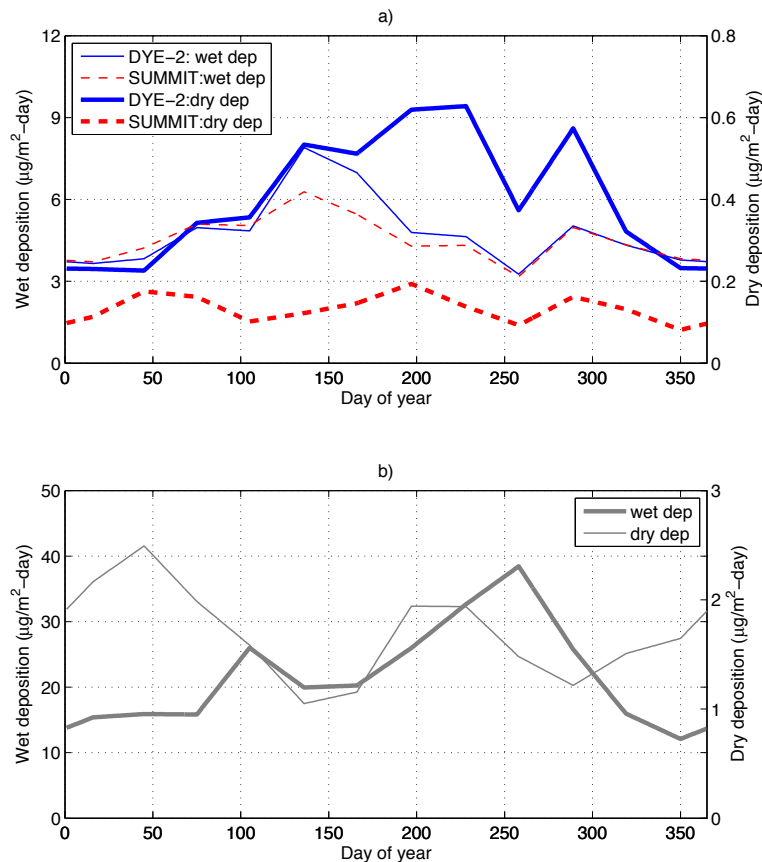 a)
12
9
6
3
0
Wet deposition (µg/m²−day)
DYE−2: wet dep
SUMMIT:wet dep
DYE−2:dry dep
SUMMIT:dry dep
0.8
0.6
0.4
0.2
0
Dry deposition (µg/m²−day)
0 50 100 150 200 250 300 350
Day of year
b)
50
40
30
20
10
0
Wet deposition (µg/m²−day)
wet dep
dry dep
3
2
1
0
Dry deposition (µg/m²−day)
0 50 100 150 200 250 300 350
Day of year